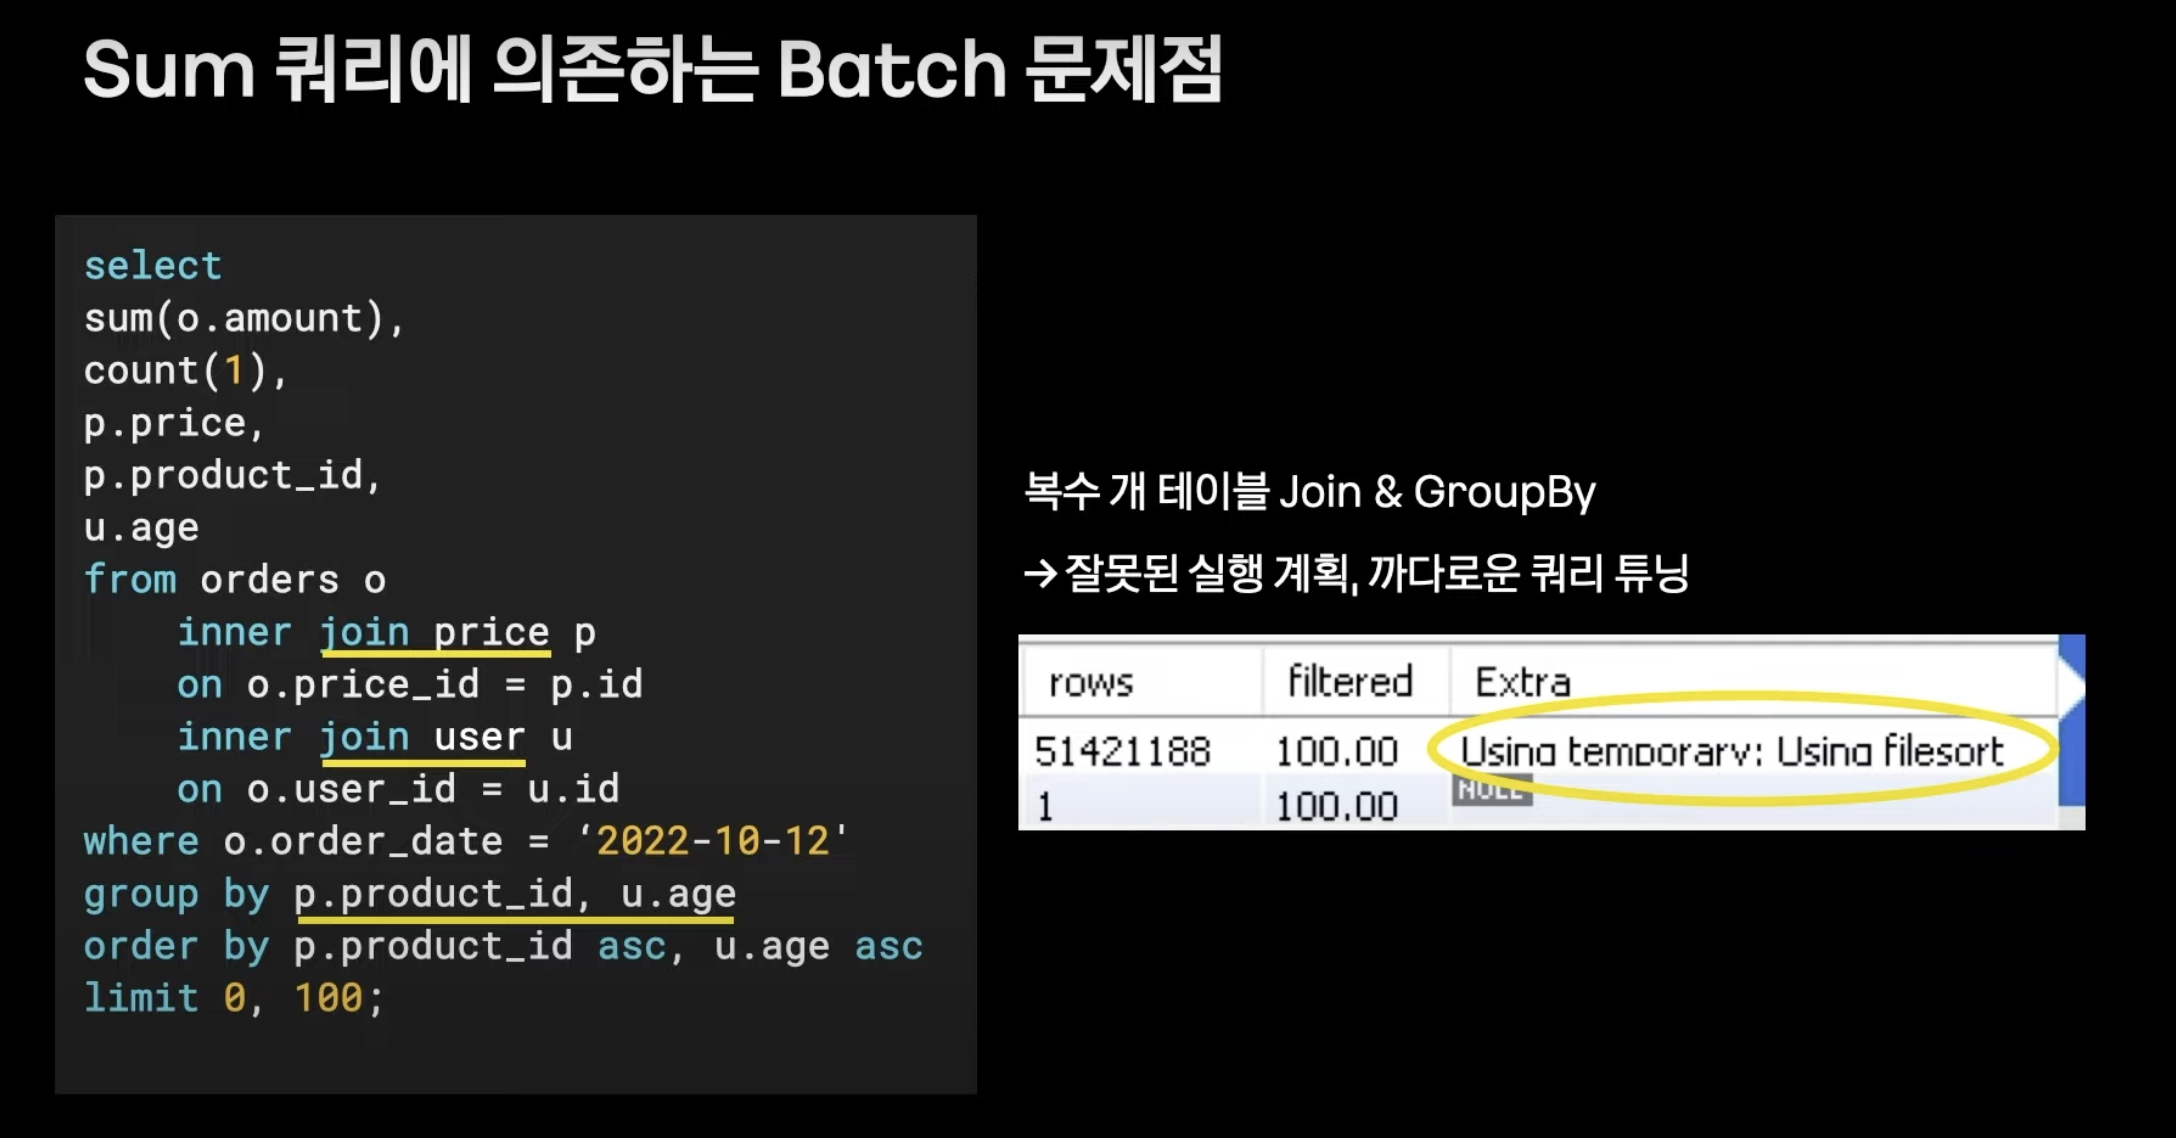 Sum 쿼리에 의존하는 Batch 문제점
select
sum(o.amount),
count(1),
p.price,
p.product_id,
u.age
from orders o
inner join price p
on o.price_id = p.id
inner join user u
on o.user_id = u.id
where o.order_date = ‘2022-10-12'
group by p.product_id, u.age
order by p.product_id asc, u.age asc
limit 0, 100;
복수 개 테이블 Join & GroupBy
→ 잘못된 실행 계획, 까다로운 쿼리 튜닝
rows filtered Extra
51421188 100.00 Using temporary; Using filesort
1 100.00 NULL